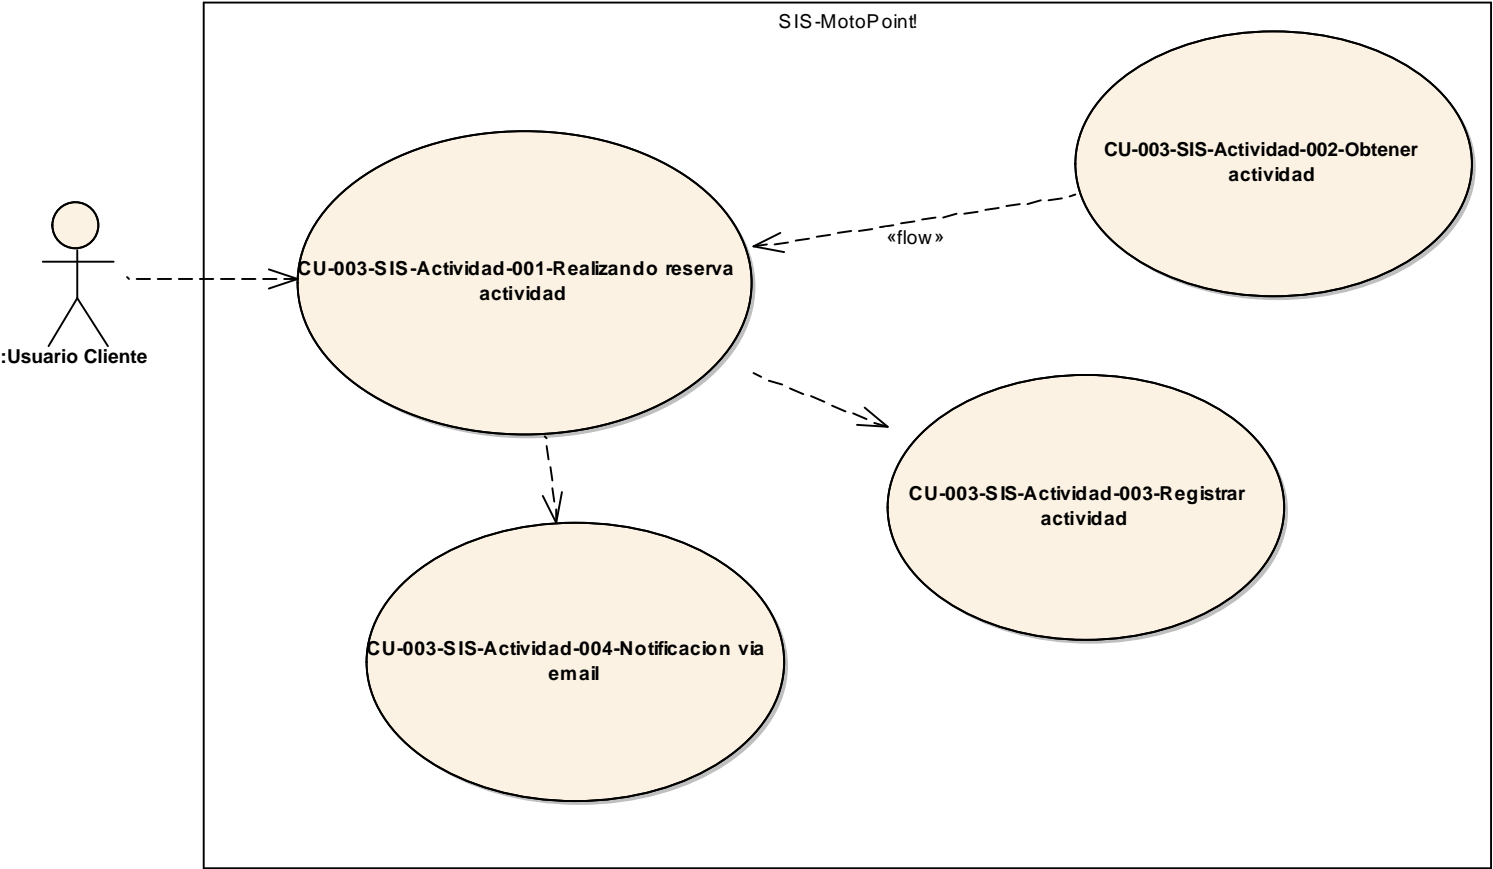 SIS-MotoPoint!
CU-003-SIS-Actividad-002-Obtener
actividad
«flow»
CU-003-SIS-Actividad-001-Realizando reserva
actividad
:Usuario Cliente
CU-003-SIS-Actividad-003-Registrar
actividad
CU-003-SIS-Actividad-004-Notificacion via
email